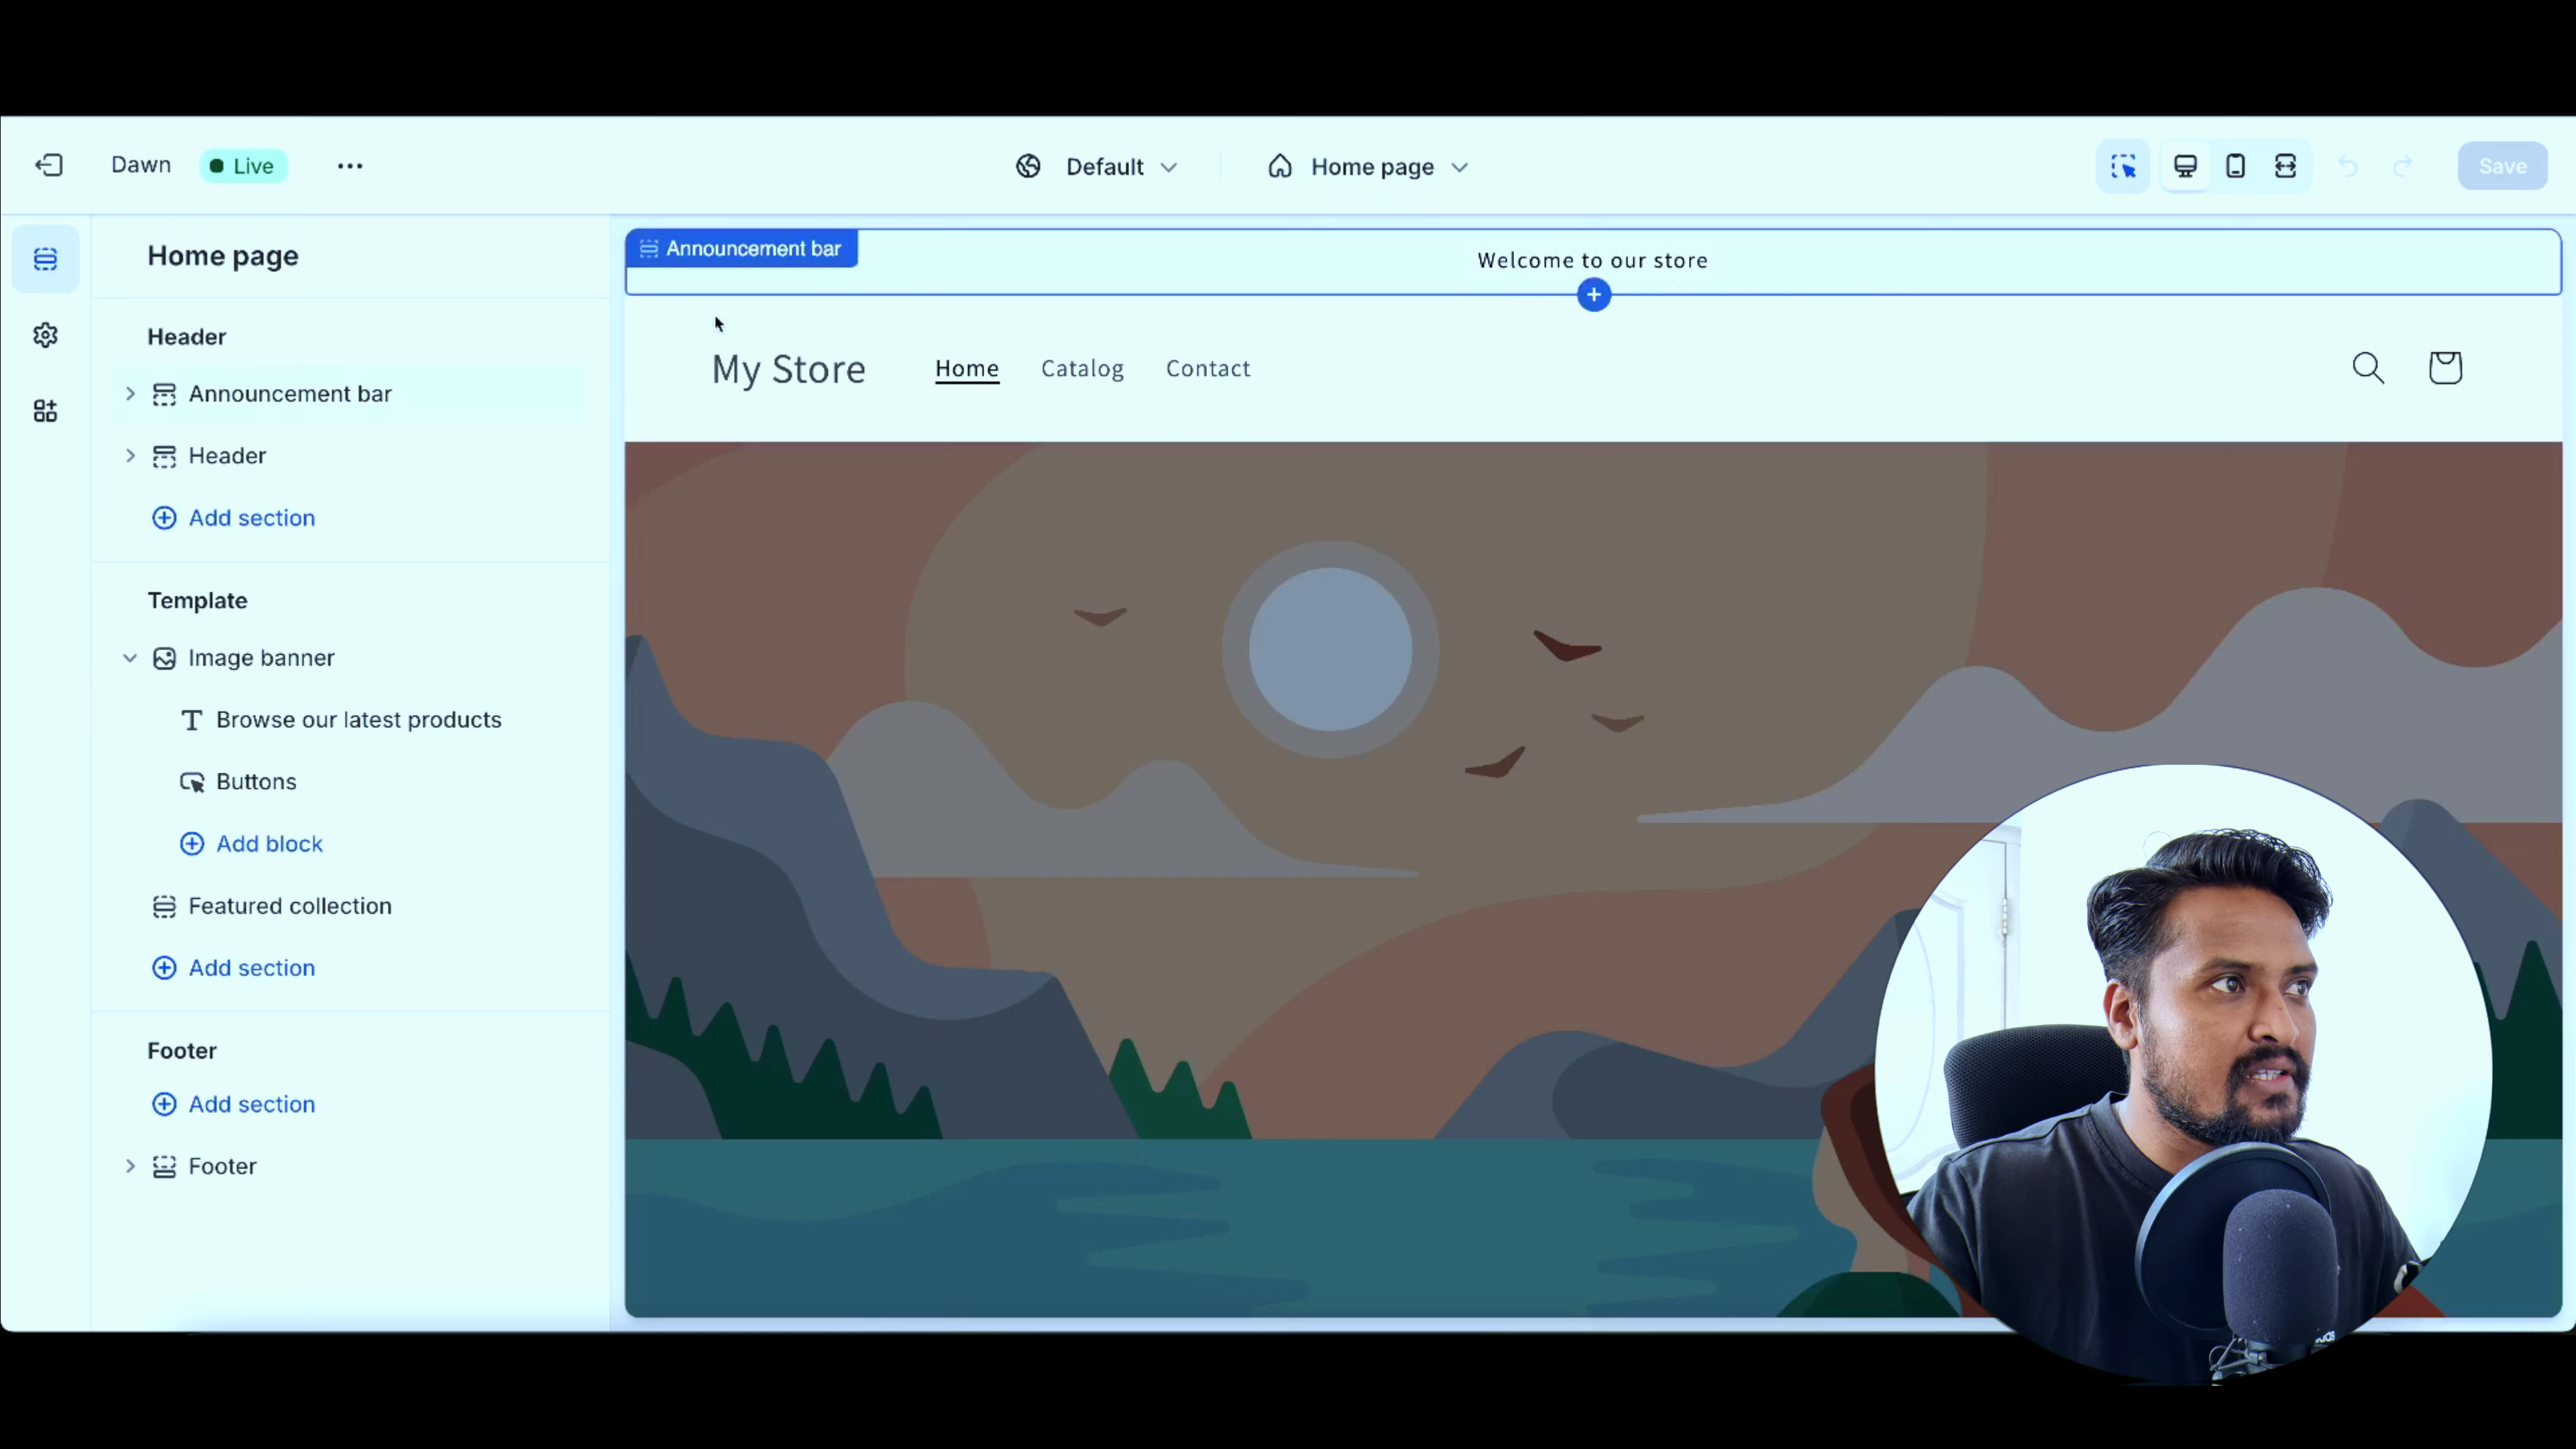 Dawn
Live
Default
Home page
Save
Home page
Header
Announcement bar
Header
Add section
Template
Image banner
Browse our latest products
Buttons
Add block
Featured collection
Add section
Footer
Add section
Footer
Announcement bar
Welcome to our store
My Store
Home
Catalog
Contact